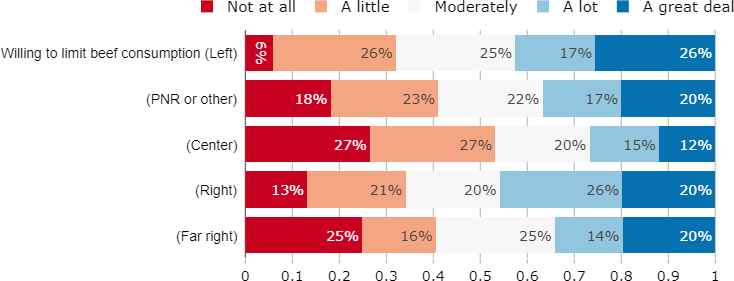 Not at all A little Moderately A lot A great deal
Willing to limit beef consumption (Left) 6% 26% 25% 17% 26%
(PNR or other) 18% 23% 22% 17% 20%
(Center) 27% 27% 20% 15% 12%
(Right) 13% 21% 20% 26% 20%
(Far right) 25% 16% 25% 14% 20%
0 0.1 0.2 0.3 0.4 0.5 0.6 0.7 0.8 0.9 1